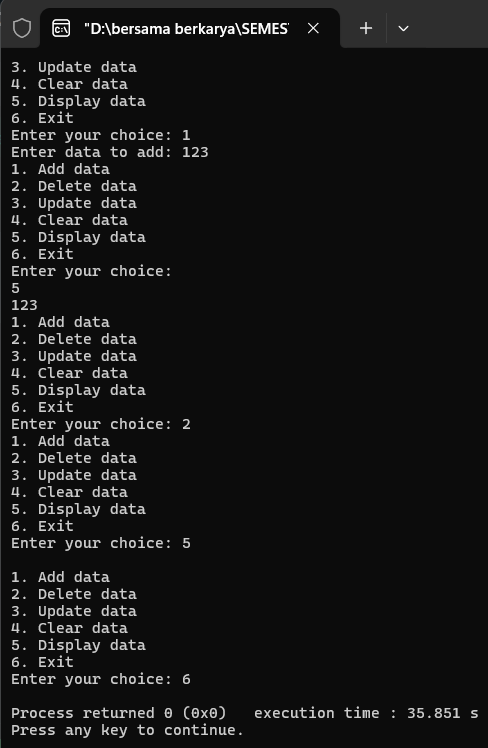 "D:\bersama berkarya\SEMES
3. Update data
4. Clear data
5. Display data
6. Exit
Enter your choice: 1
Enter data to add: 123
1. Add data
2. Delete data
3. Update data
4. Clear data
5. Display data
6. Exit
Enter your choice:
5
123
1. Add data
2. Delete data
3. Update data
4. Clear data
5. Display data
6. Exit
Enter your choice: 2
1. Add data
2. Delete data
3. Update data
4. Clear data
5. Display data
6. Exit
Enter your choice: 5
1. Add data
2. Delete data
3. Update data
4. Clear data
5. Display data
6. Exit
Enter your choice: 6
Process returned 0 (0x0)   execution time : 35.851 s
Press any key to continue.